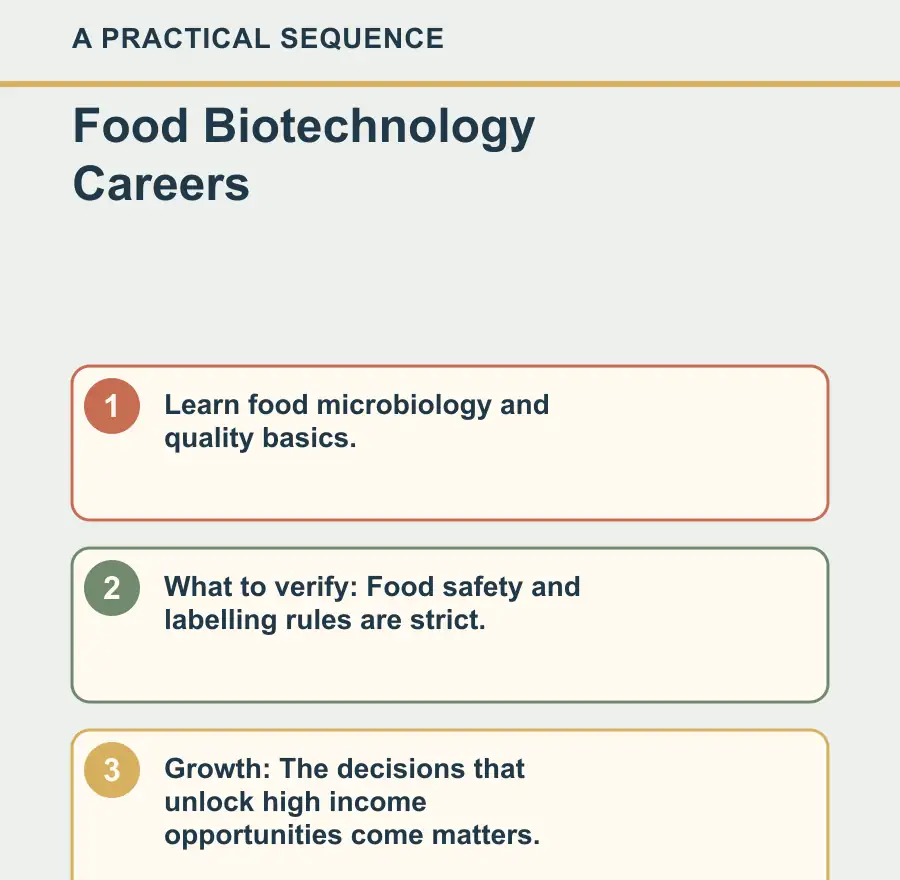 A PRACTICAL SEQUENCE
Food Biotechnology
Careers
1
Learn food microbiology and
quality basics.
2
What to verify: Food safety and
labelling rules are strict.
3
Growth: The decisions that
unlock high income
opportunities come matters.